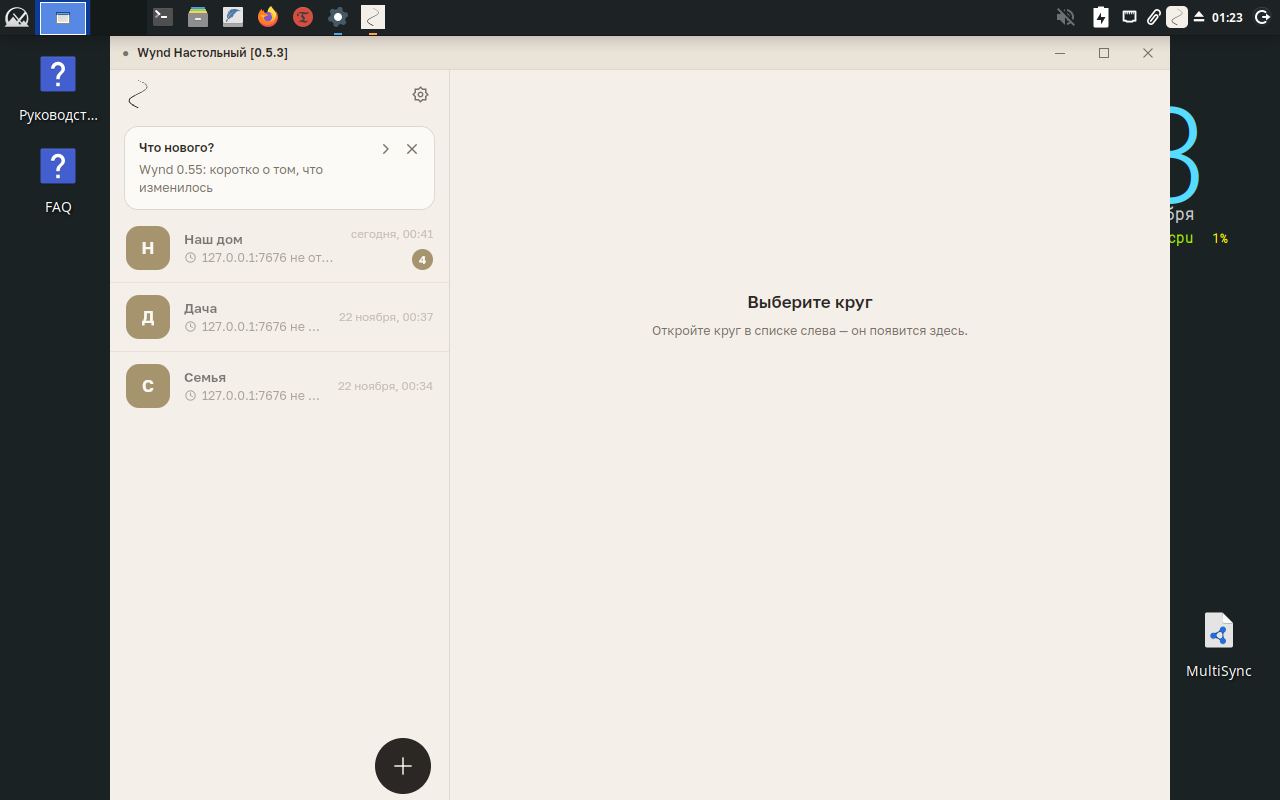 01:23
Wynd Настольный [0.5.3]
Руководст...
FAQ
Что нового?
Wynd 0.55: коротко о том, что
изменилось
Н
Наш дом
сегодня, 00:41
127.0.0.1:7676 не от...
4
Д
Дача
127.0.0.1:7676 не ...
22 ноября, 00:37
С
Семья
127.0.0.1:7676 не ...
22 ноября, 00:34
Выберите круг
Откройте круг в списке слева — он появится здесь.
бря
cpu 1%
MultiSync